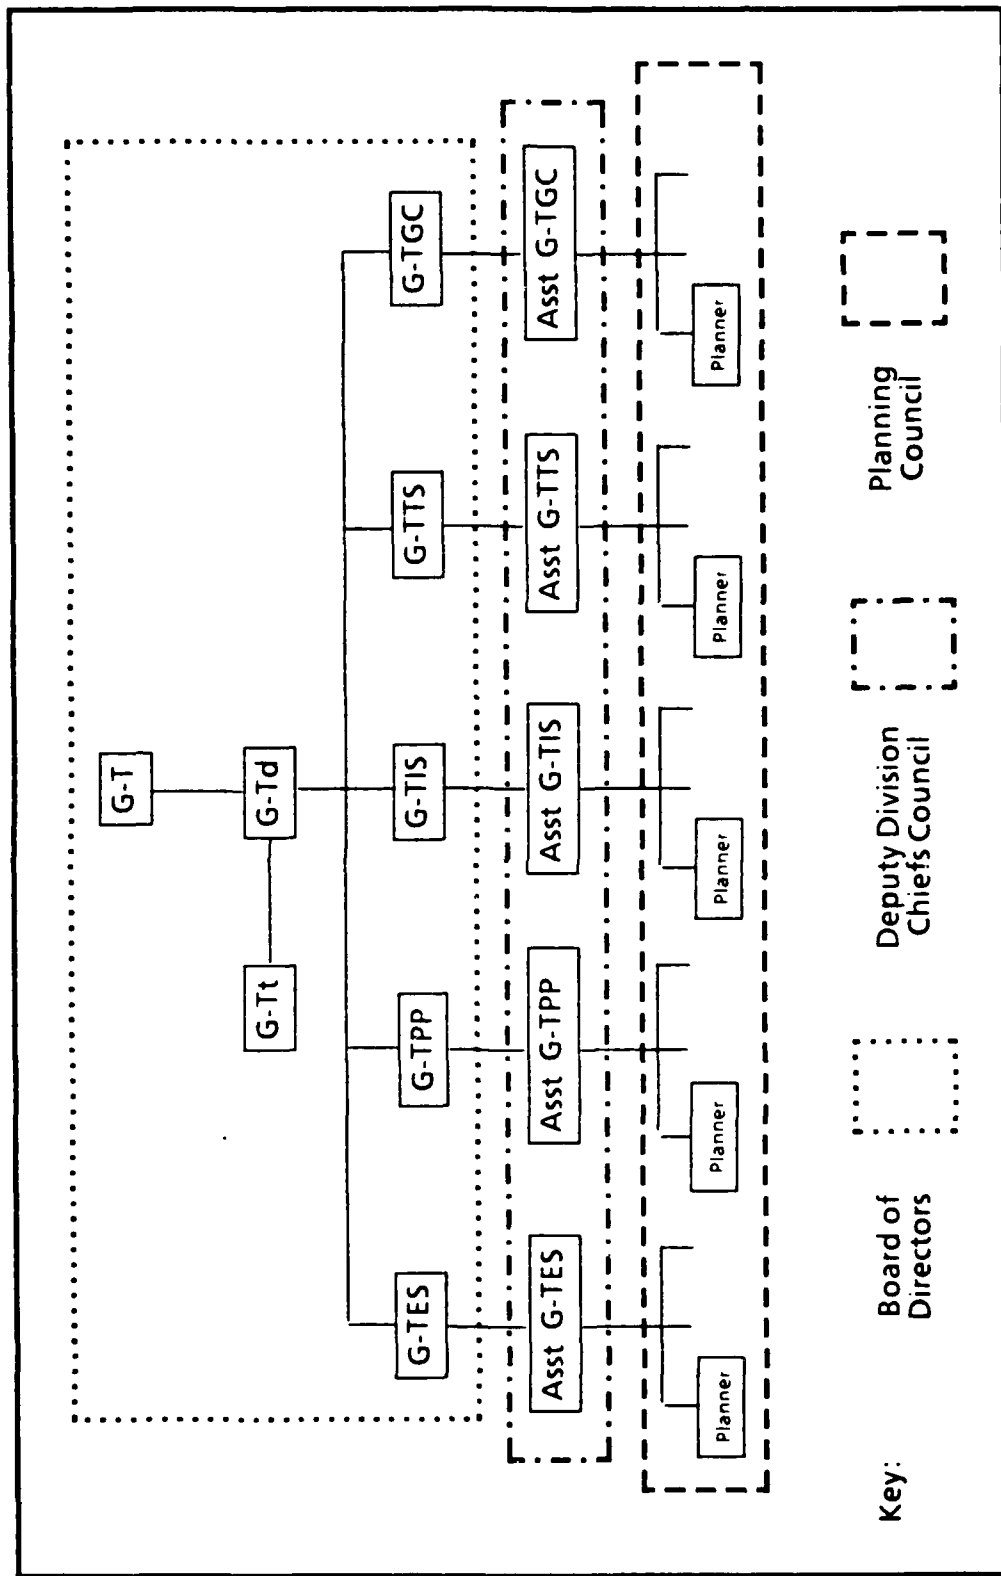 G-T
G-Tt
G-Td
G-TES
G-TPP
G-TIS
G-TTS
G-TGC
Asst G-TES
Asst G-TPP
Asst G-TIS
Asst G-TTS
Asst G-TGC
Planner
Planner
Planner
Planner
Planner
Key:
Board of
Directors
Deputy Division
Chiefs Council
Planning
Council